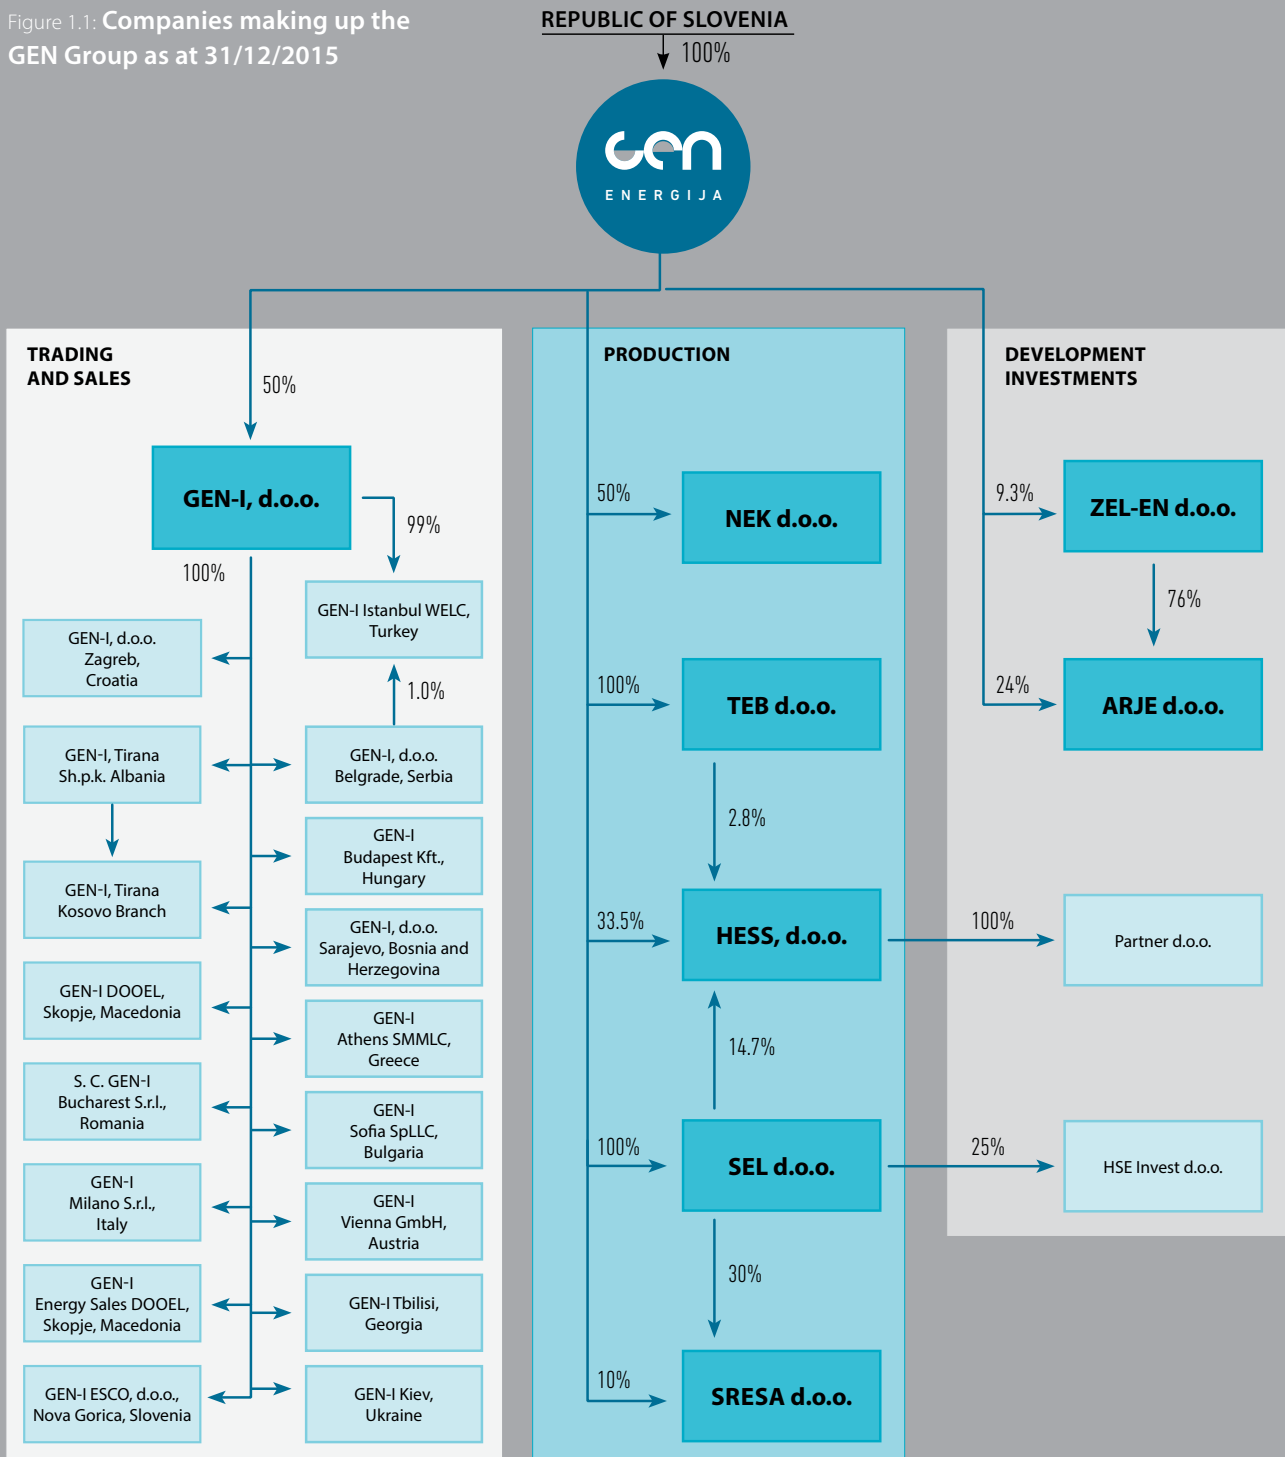 Figure 1.1: Companies making up the
GEN Group as at 31/12/2015
REPUBLIC OF SLOVENIA
100%
gen
ENERGIJA
TRADING
AND SALES
50%
GEN-I, d.o.o.
99%
100%
GEN-I Istanbul WELC,
Turkey
1.0%
GEN-I, d.o.o.
Zagreb,
Croatia
GEN-I, Tirana
Sh.p.k. Albania
GEN-I, d.o.o.
Belgrade, Serbia
GEN-I
Budapest Kft.,
Hungary
GEN-I, Tirana
Kosovo Branch
GEN-I, d.o.o.
Sarajevo, Bosnia and
Herzegovina
GEN-I DOOEL,
Skopje, Macedonia
GEN-I
Athens SMMLC,
Greece
S. C. GEN-I
Bucharest S.r.l.,
Romania
GEN-I
Sofia SpLLC,
Bulgaria
GEN-I
Milano S.r.l.,
Italy
GEN-I
Vienna GmbH,
Austria
GEN-I
Energy Sales DOOEL,
Skopje, Macedonia
GEN-I Tbilisi,
Georgia
GEN-I ESCO, d.o.o.,
Nova Gorica, Slovenia
GEN-I Kiev,
Ukraine
PRODUCTION
50%
NEK d.o.o.
100%
TEB d.o.o.
2.8%
33.5%
HESS, d.o.o.
14.7%
100%
SEL d.o.o.
30%
10%
SRESA d.o.o.
DEVELOPMENT
INVESTMENTS
9.3%
ZEL-EN d.o.o.
76%
24%
ARJE d.o.o.
100%
Partner d.o.o.
25%
HSE Invest d.o.o.